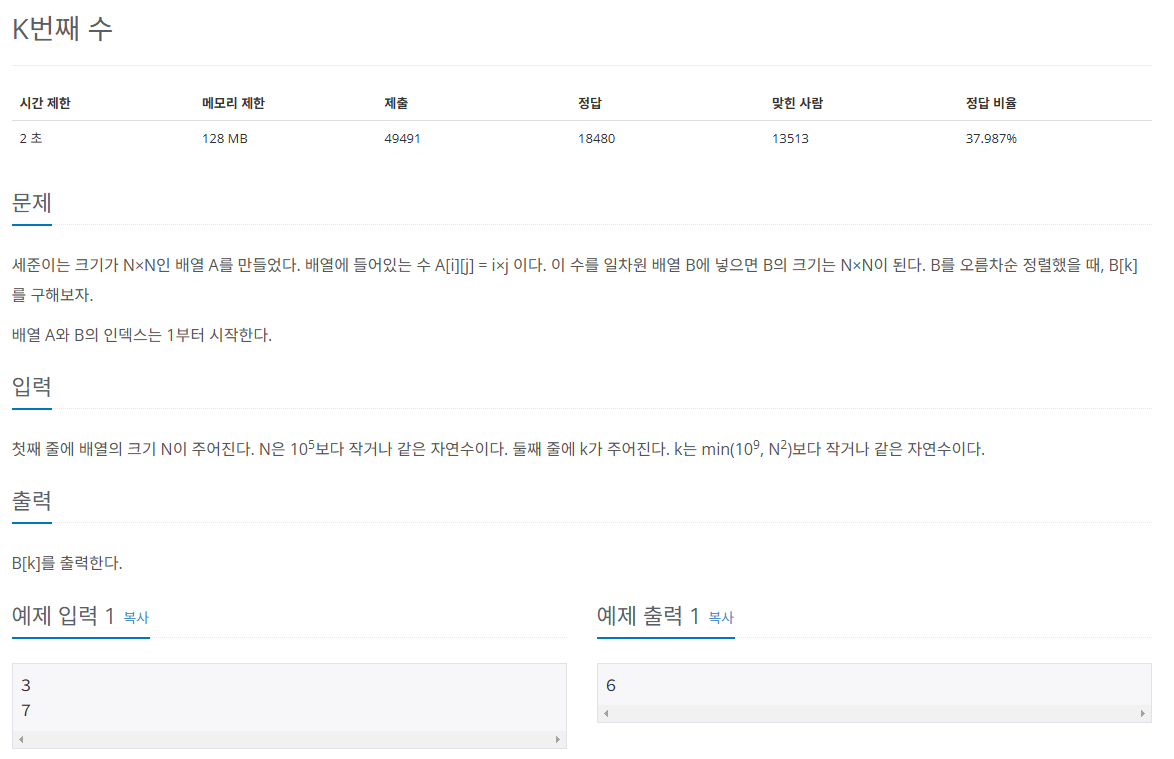 K번째 수
시간 제한 메모리 제한 제출 정답 맞힌 사람 정답 비율
2 초 128 MB 49491 18480 13513 37.987%
문제
세준이는 크기가 N×N인 배열 A를 만들었다. 배열에 들어있는 수 A[i][j] = i×j 이다. 이 수를 일차원 배열 B에 넣으면 B의 크기는 N×N이 된다. B를 오름차순 정렬했을 때, B[k]
를 구해보자.
배열 A와 B의 인덱스는 1부터 시작한다.
입력
첫째 줄에 배열의 크기 N이 주어진다. N은 10⁵보다 작거나 같은 자연수이다. 둘째 줄에 k가 주어진다. k는 min(10⁹, N²)보다 작거나 같은 자연수이다.
출력
B[k]를 출력한다.
예제 입력 1 복사
3
7
예제 출력 1 복사
6